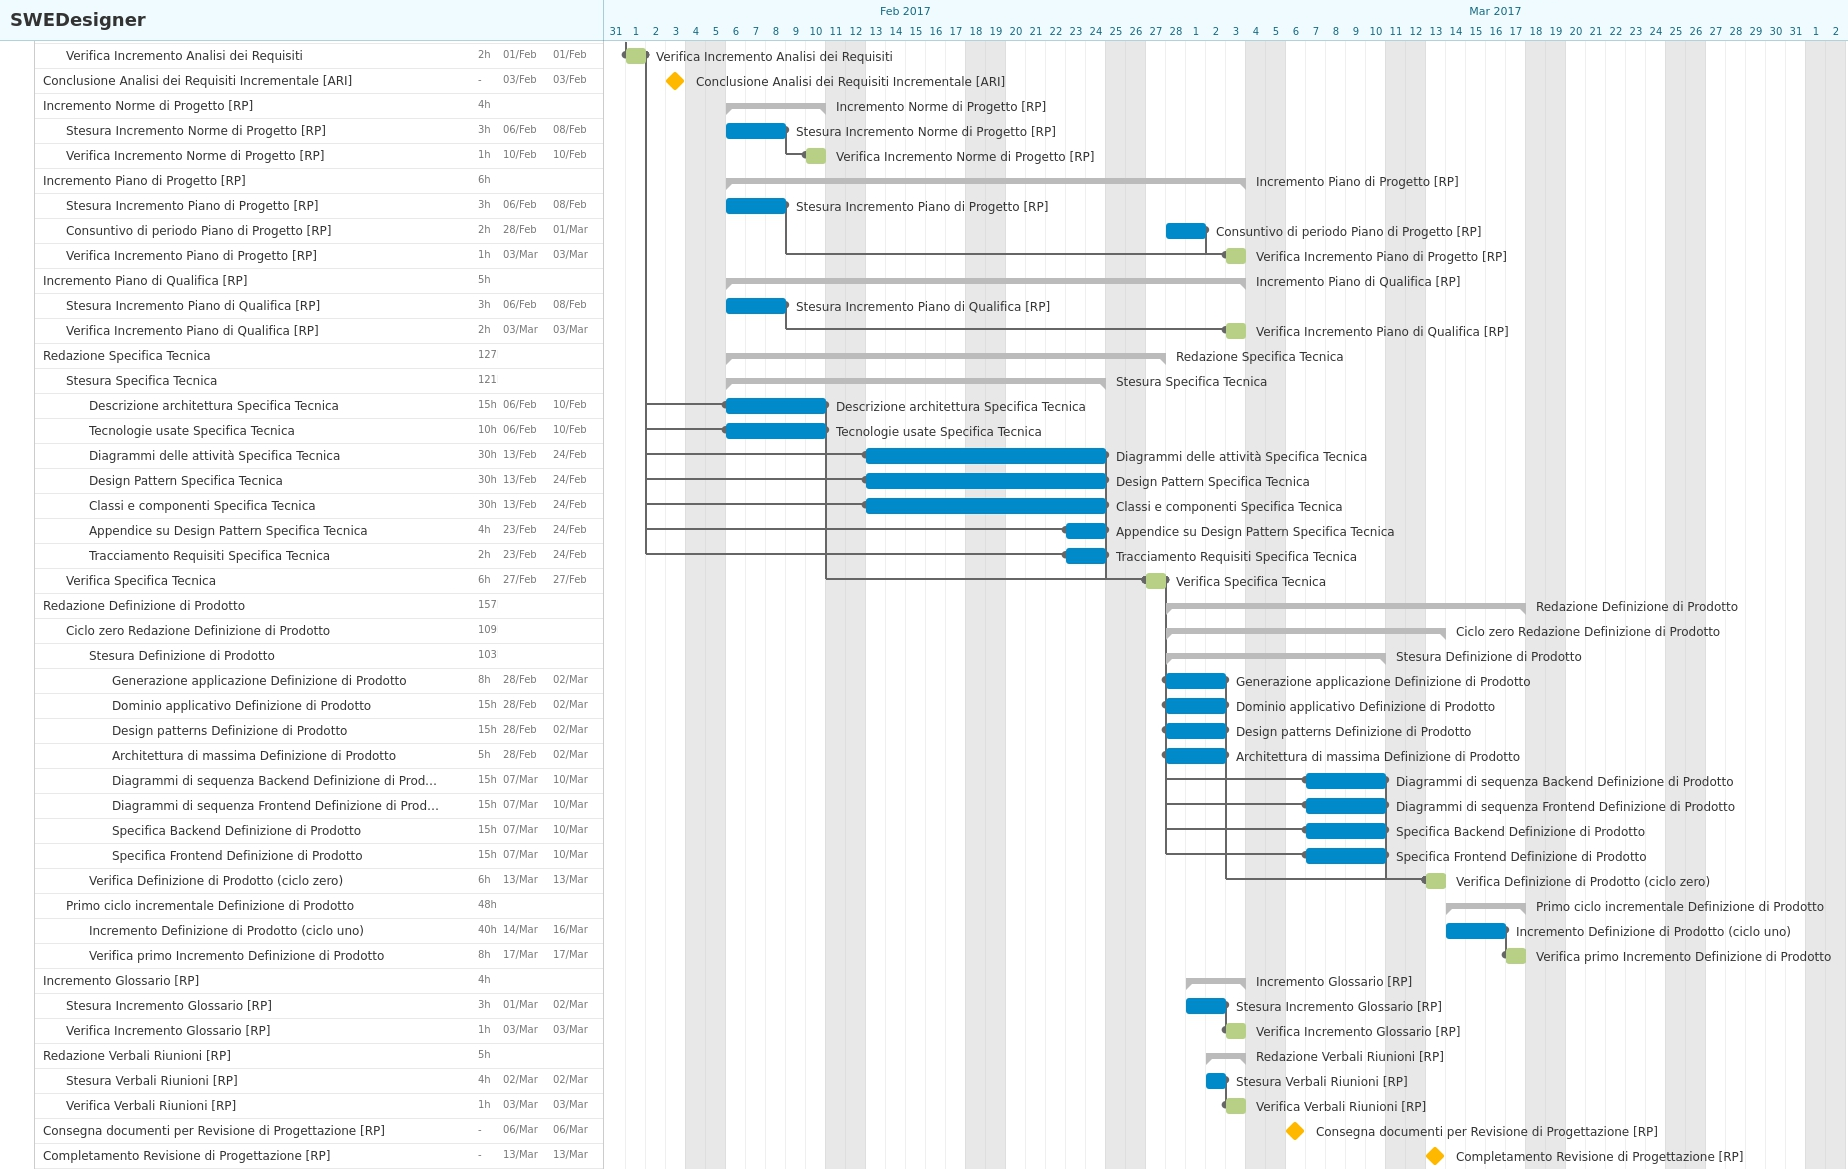 SWEDesigner
Feb 2017 Mar 2017
31 1 2 3 4 5 6 7 8 9 10 11 12 13 14 15 16 17 18 19 20 21 22 23 24 25 26 27 28 1 2 3 4 5 6 7 8 9 10 11 12 13 14 15 16 17 18 19 20 21 22 23 24 25 26 27 28 29 30 31 1 2
Verifica Incremento Analisi dei Requisiti 2h 01/Feb 01/Feb Verifica Incremento Analisi dei Requisiti
Conclusione Analisi dei Requisiti Incrementale [ARI] - 03/Feb 03/Feb Conclusione Analisi dei Requisiti Incrementale [ARI]
Incremento Norme di Progetto [RP] 4h Incremento Norme di Progetto [RP]
Stesura Incremento Norme di Progetto [RP] 3h 06/Feb 08/Feb Stesura Incremento Norme di Progetto [RP]
Verifica Incremento Norme di Progetto [RP] 1h 10/Feb 10/Feb Verifica Incremento Norme di Progetto [RP]
Incremento Piano di Progetto [RP] 6h Incremento Piano di Progetto [RP]
Stesura Incremento Piano di Progetto [RP] 3h 06/Feb 08/Feb Stesura Incremento Piano di Progetto [RP]
Consuntivo di periodo Piano di Progetto [RP] 2h 28/Feb 01/Mar Consuntivo di periodo Piano di Progetto [RP]
Verifica Incremento Piano di Progetto [RP] 1h 03/Mar 03/Mar Verifica Incremento Piano di Progetto [RP]
Incremento Piano di Qualifica [RP] 5h Incremento Piano di Qualifica [RP]
Stesura Incremento Piano di Qualifica [RP] 3h 06/Feb 08/Feb Stesura Incremento Piano di Qualifica [RP]
Verifica Incremento Piano di Qualifica [RP] 2h 03/Mar 03/Mar Verifica Incremento Piano di Qualifica [RP]
Redazione Specifica Tecnica 127 Redazione Specifica Tecnica
Stesura Specifica Tecnica 121 Stesura Specifica Tecnica
Descrizione architettura Specifica Tecnica 15h 06/Feb 10/Feb Descrizione architettura Specifica Tecnica
Tecnologie usate Specifica Tecnica 10h 06/Feb 10/Feb Tecnologie usate Specifica Tecnica
Diagrammi delle attività Specifica Tecnica 30h 13/Feb 24/Feb Diagrammi delle attività Specifica Tecnica
Design Pattern Specifica Tecnica 30h 13/Feb 24/Feb Design Pattern Specifica Tecnica
Classi e componenti Specifica Tecnica 30h 13/Feb 24/Feb Classi e componenti Specifica Tecnica
Appendice su Design Pattern Specifica Tecnica 4h 23/Feb 24/Feb Appendice su Design Pattern Specifica Tecnica
Tracciamento Requisiti Specifica Tecnica 2h 23/Feb 24/Feb Tracciamento Requisiti Specifica Tecnica
Verifica Specifica Tecnica 6h 27/Feb 27/Feb Verifica Specifica Tecnica
Redazione Definizione di Prodotto 157 Redazione Definizione di Prodotto
Ciclo zero Redazione Definizione di Prodotto 109 Ciclo zero Redazione Definizione di Prodotto
Stesura Definizione di Prodotto 103 Stesura Definizione di Prodotto
Generazione applicazione Definizione di Prodotto 8h 28/Feb 02/Mar Generazione applicazione Definizione di Prodotto
Dominio applicativo Definizione di Prodotto 15h 28/Feb 02/Mar Dominio applicativo Definizione di Prodotto
Design patterns Definizione di Prodotto 15h 28/Feb 02/Mar Design patterns Definizione di Prodotto
Architettura di massima Definizione di Prodotto 5h 28/Feb 02/Mar Architettura di massima Definizione di Prodotto
Diagrammi di sequenza Backend Definizione di Prod... 15h 07/Mar 10/Mar Diagrammi di sequenza Backend Definizione di Prodotto
Diagrammi di sequenza Frontend Definizione di Prod... 15h 07/Mar 10/Mar Diagrammi di sequenza Frontend Definizione di Prodotto
Specifica Backend Definizione di Prodotto 15h 07/Mar 10/Mar Specifica Backend Definizione di Prodotto
Specifica Frontend Definizione di Prodotto 15h 07/Mar 10/Mar Specifica Frontend Definizione di Prodotto
Verifica Definizione di Prodotto (ciclo zero) 6h 13/Mar 13/Mar Verifica Definizione di Prodotto (ciclo zero)
Primo ciclo incrementale Definizione di Prodotto 48h Primo ciclo incrementale Definizione di Prodotto
Incremento Definizione di Prodotto (ciclo uno) 40h 14/Mar 16/Mar Incremento Definizione di Prodotto (ciclo uno)
Verifica primo Incremento Definizione di Prodotto 8h 17/Mar 17/Mar Verifica primo Incremento Definizione di Prodotto
Incremento Glossario [RP] 4h Incremento Glossario [RP]
Stesura Incremento Glossario [RP] 3h 01/Mar 02/Mar Stesura Incremento Glossario [RP]
Verifica Incremento Glossario [RP] 1h 03/Mar 03/Mar Verifica Incremento Glossario [RP]
Redazione Verbali Riunioni [RP] 5h Redazione Verbali Riunioni [RP]
Stesura Verbali Riunioni [RP] 4h 02/Mar 02/Mar Stesura Verbali Riunioni [RP]
Verifica Verbali Riunioni [RP] 1h 03/Mar 03/Mar Verifica Verbali Riunioni [RP]
Consegna documenti per Revisione di Progettazione [RP] - 06/Mar 06/Mar Consegna documenti per Revisione di Progettazione [RP]
Completamento Revisione di Progettazione [RP] - 13/Mar 13/Mar Completamento Revisione di Progettazione [RP]